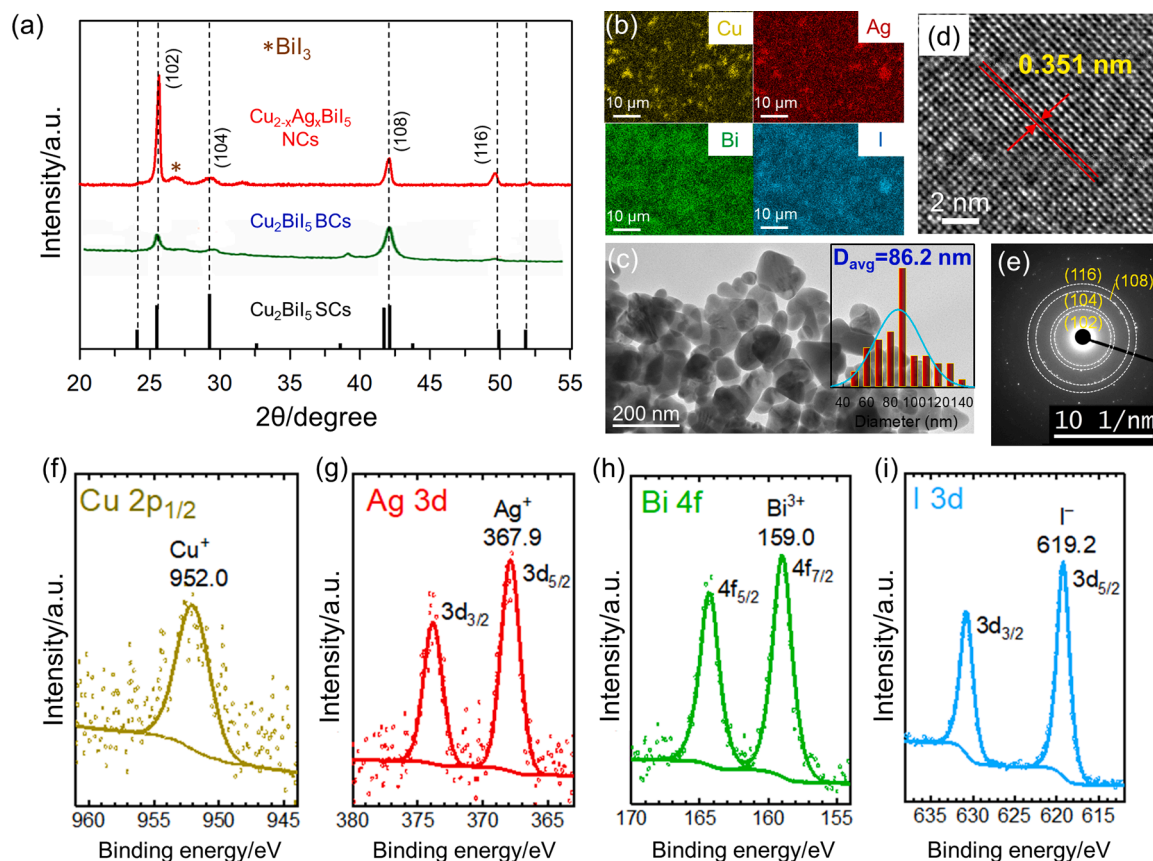 (a)
Intensity/a.u.
(102)
*BiI₃
Cu₂₋ₓAgₓBiI₅
NCs
*
(104)
(108)
(116)
Cu₂BiI₅ BCs
Cu₂BiI₅ SCs
20 25 30 35 40 45 50 55
2θ/degree
(b)
Cu
10 μm
Ag
10 μm
Bi
10 μm
I
10 μm
(c)
200 nm
Davg=86.2 nm
40 60 80 100 120 140
Diameter (nm)
(d)
0.351 nm
2 nm
(e)
(116)
(108)
(104)
(102)
10 1/nm
(f)
Cu 2p₁/₂
Cu⁺
952.0
Intensity/a.u.
960 955 950 945
Binding energy/eV
(g)
Ag 3d
Ag⁺
367.9
3d₅/₂
3d₃/₂
Intensity/a.u.
380 375 370 365
Binding energy/eV
(h)
Bi 4f
Bi³⁺
159.0
4f₇/₂
4f₅/₂
Intensity/a.u.
170 165 160 155
Binding energy/eV
(i)
I 3d
I⁻
619.2
3d₅/₂
3d₃/₂
Intensity/a.u.
635 630 625 620 615
Binding energy/eV